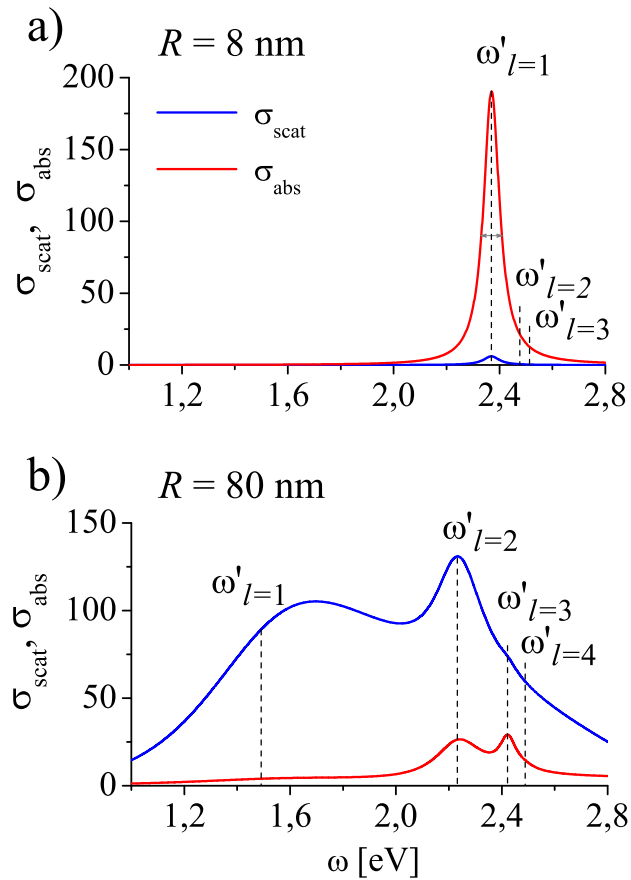 a)
R = 8 nm
ω'l=1
200
σscat
150
σabs
100
σscat, σabs
50
ω'l=2
ω'l=3
0
1,2 1,6 2,0 2,4 2,8
b)
R = 80 nm
150
ω'l=2
ω'l=1
100
ω'l=3
ω'l=4
σscat, σabs
50
0
1,2 1,6 2,0 2,4 2,8
ω [eV]